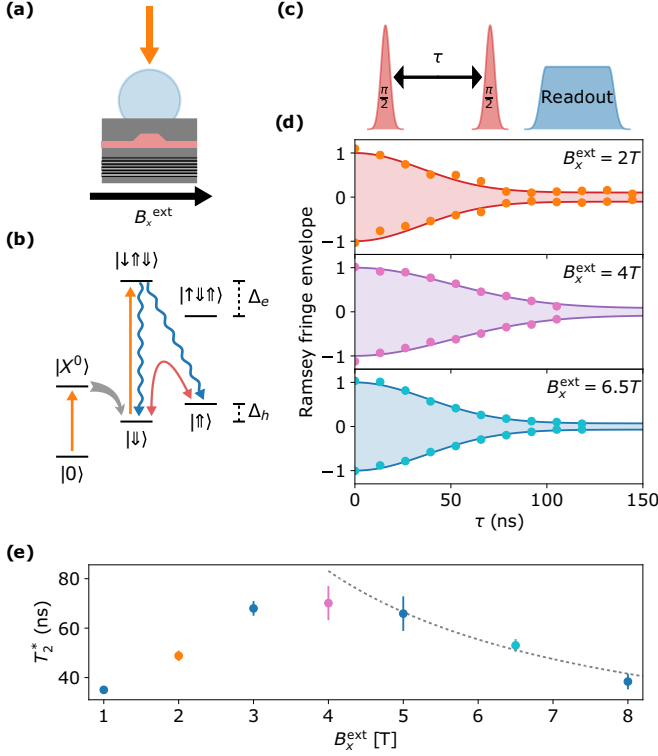 (a)
B_x^ext
(b)
|↓⇑⇓⟩
|↑⇓⇑⟩
Δ_e
|X⁰⟩
|⇓⟩
|⇑⟩
Δ_h
|0⟩
(c)
τ
π/2
π/2
Readout
(d)
B_x^ext = 2T
1
0
−1
B_x^ext = 4T
1
0
−1
B_x^ext = 6.5T
1
0
−1
Ramsey fringe envelope
0 50 100 150
τ (ns)
(e)
80
60
40
T_2^* (ns)
1 2 3 4 5 6 7 8
B_x^ext [T]